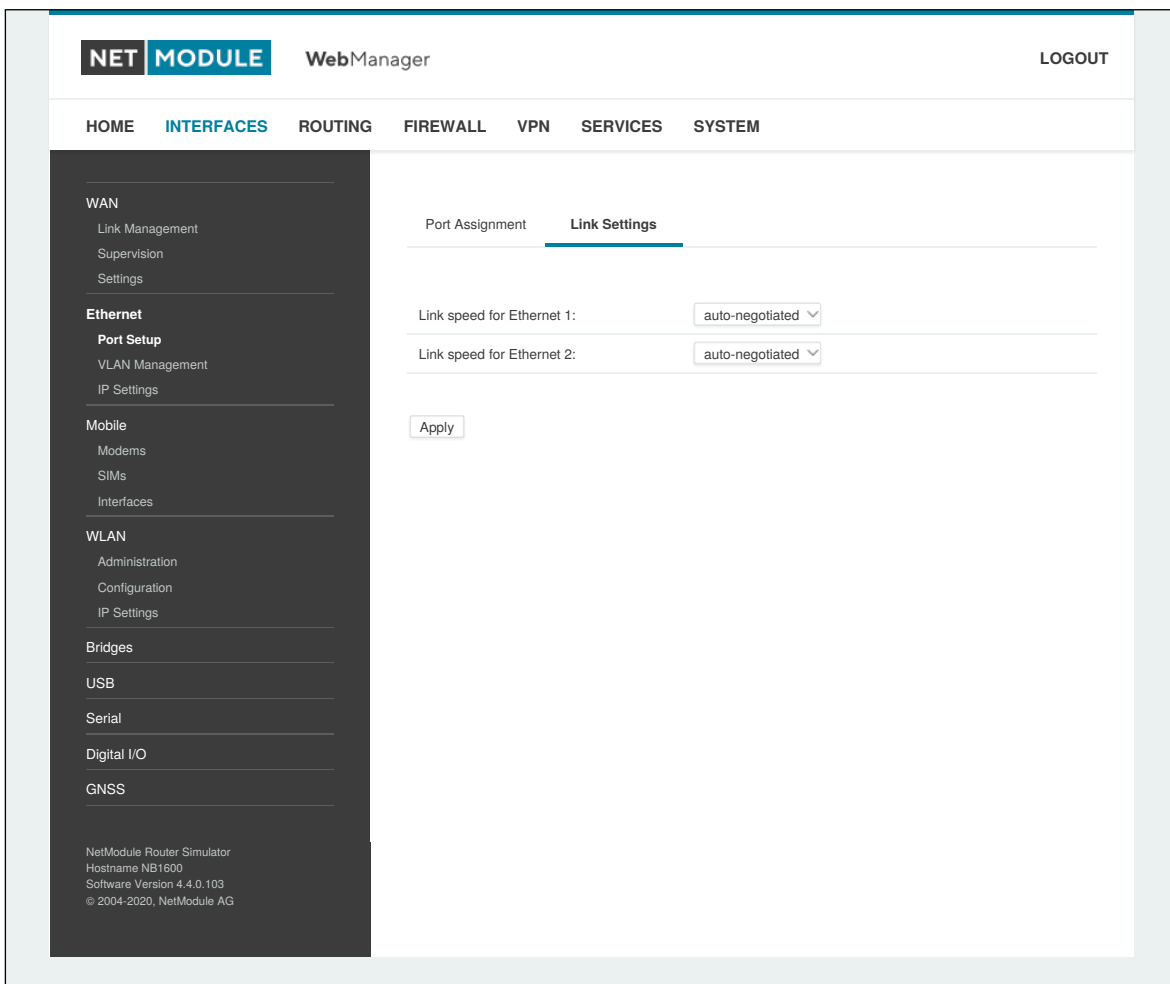 NET MODULE WebManager LOGOUT
HOME INTERFACES ROUTING FIREWALL VPN SERVICES SYSTEM
WAN
Link Management
Supervision
Settings
Ethernet
Port Setup
VLAN Management
IP Settings
Mobile
Modems
SIMs
Interfaces
WLAN
Administration
Configuration
IP Settings
Bridges
USB
Serial
Digital I/O
GNSS
NetModule Router Simulator
Hostname NB1600
Software Version 4.4.0.103
© 2004-2020, NetModule AG
Port Assignment Link Settings
Link speed for Ethernet 1: auto-negotiated
Link speed for Ethernet 2: auto-negotiated
Apply